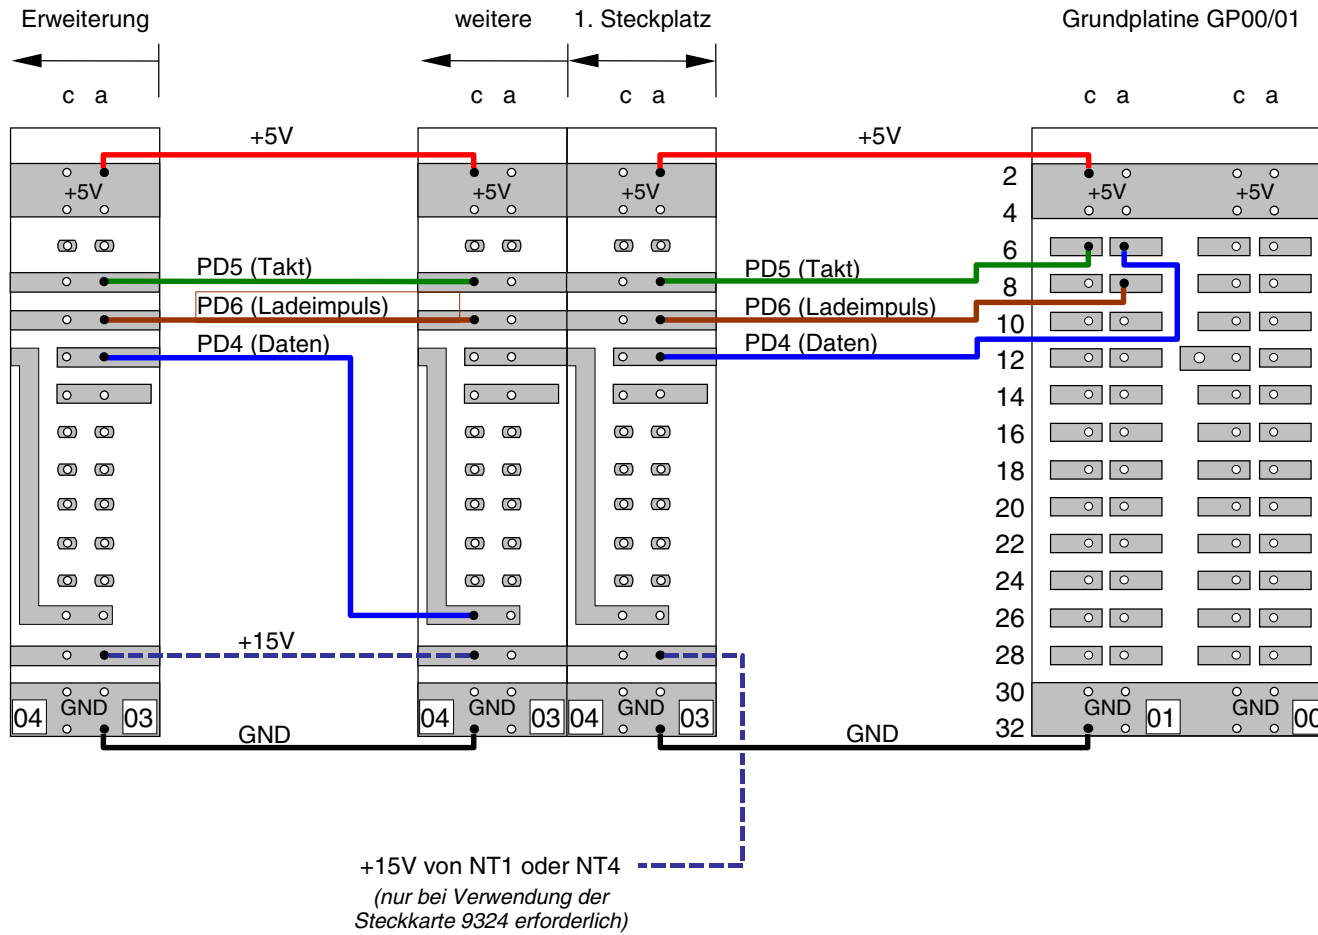 Erweiterung weitere 1. Steckplatz Grundplatine GP00/01
c a c a c a c a c a
+5V +5V
+5V +5V +5V 2 +5V +5V
4
6
PD5 (Takt) PD5 (Takt)
8
PD6 (Ladeimpuls) PD6 (Ladeimpuls)
10
PD4 (Daten) PD4 (Daten)
12
14
16
18
20
22
24
26
+15V
28
30
04 GND 03 04 GND 03 04 GND 03 GND 01 GND 00
32
GND GND
+15V von NT1 oder NT4
(nur bei Verwendung der
Steckkarte 9324 erforderlich)